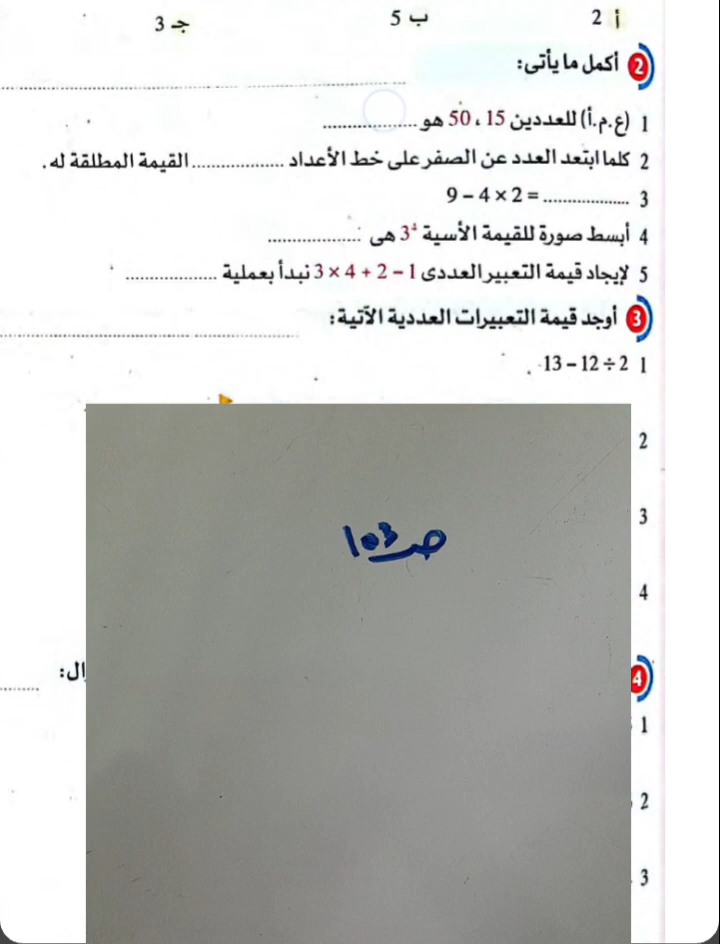 أ 2 ب 5 جـ 3
2 أكمل ما يأتى:
1 (ع.م.أ) للعددين 15 ، 50 هو ..................
2 كلما ابتعد العدد عن الصفر على خط الأعداد .................. القيمة المطلقة له.
3 .................. = 9 – 4 × 2
4 أبسط صورة للقيمة الأسية 3⁴ هى ..................
5 لإيجاد قيمة التعبير العددى 3 × 4 + 2 – 1 نبدأ بعملية ..................
3 أوجد قيمة التعبيرات العددية الآتية:
1 13 – 12 ÷ 2
2
3
ص 103
4
4 ال:
1
2
3